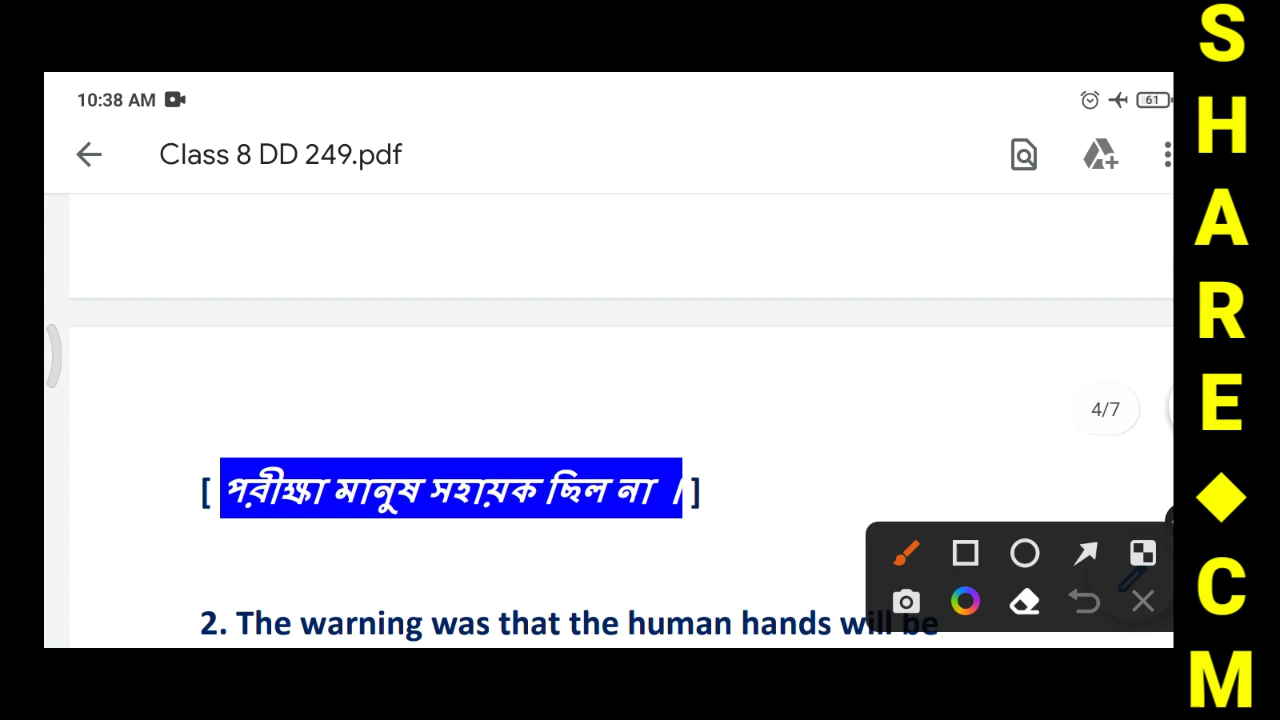 10:38 AM
61
Class 8 DD 249.pdf
4/7
[ পরীক্ষা মানুষ সহায়ক ছিল না । ]
2. The warning was that the human hands will be
S
H
A
R
E
◆
C
M